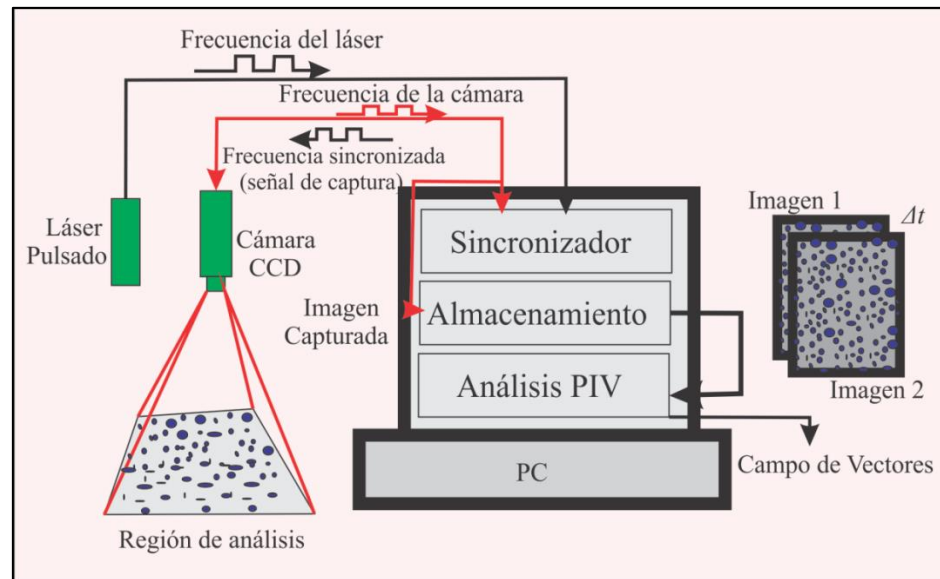 Frecuencia del láser
Frecuencia de la cámara
Frecuencia sincronizada
(señal de captura)
Láser
Pulsado
Cámara
CCD
Imagen
Capturada
Sincronizador
Almacenamiento
Análisis PIV
PC
Imagen 1
Δt
Imagen 2
Campo de Vectores
Región de análisis